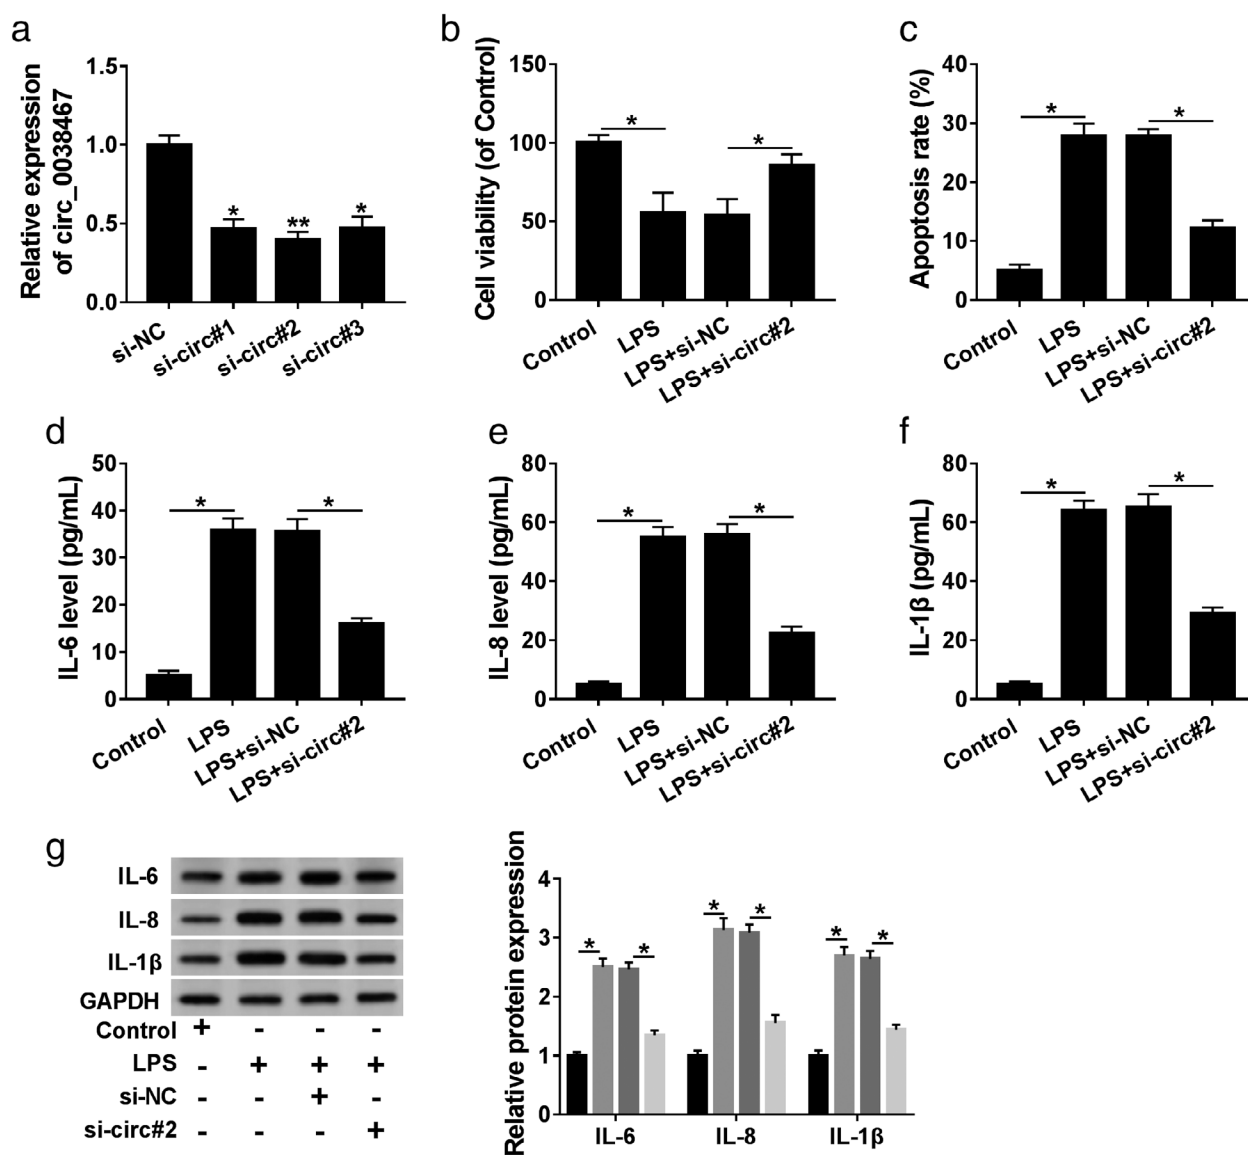 a
Relative expression
of circ_0038467
1.5
1.0
0.5
0.0
*
**
*
si-NC
si-circ#1
si-circ#2
si-circ#3
b
Cell viability (of Control)
150
100
50
0
*
*
Control
LPS
LPS+si-NC
LPS+si-circ#2
c
Apoptosis rate (%)
40
30
20
10
0
*
*
Control
LPS
LPS+si-NC
LPS+si-circ#2
d
IL-6 level (pg/mL)
50
40
30
20
10
0
*
*
Control
LPS
LPS+si-NC
LPS+si-circ#2
e
IL-8 level (pg/mL)
80
60
40
20
0
*
*
Control
LPS
LPS+si-NC
LPS+si-circ#2
f
IL-1β (pg/mL)
80
60
40
20
0
*
*
Control
LPS
LPS+si-NC
LPS+si-circ#2
g
IL-6
IL-8
IL-1β
GAPDH
Control + - - -
LPS - + + +
si-NC - - + -
si-circ#2 - - - +
Relative protein expression
4
3
2
1
0
* *
* *
* *
IL-6
IL-8
IL-1β